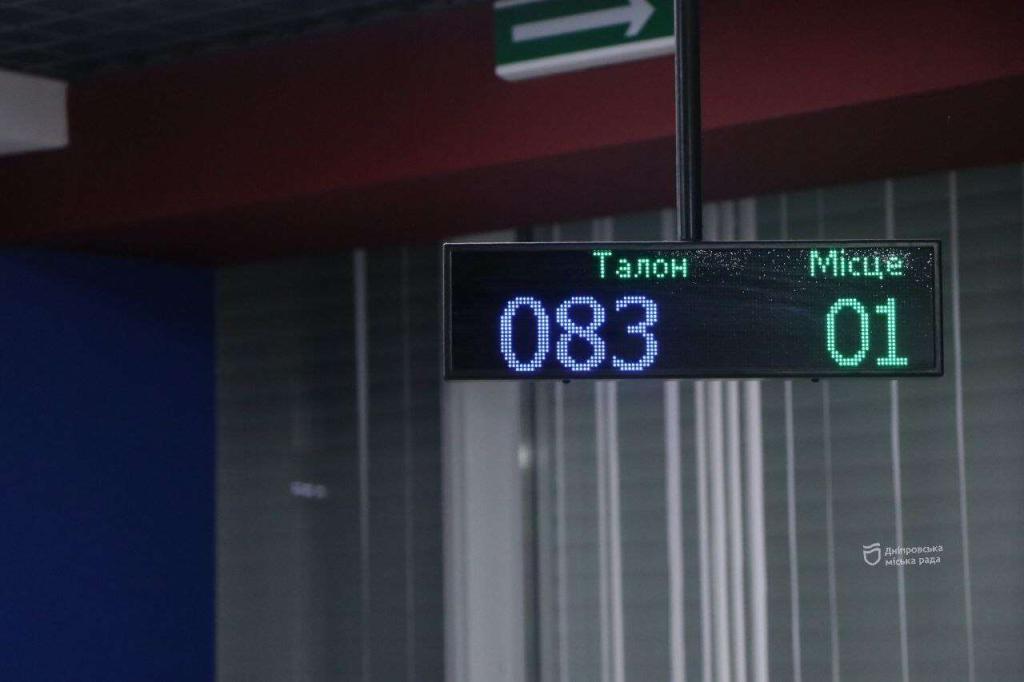 Талон Місце
083 01
Дніпровська
міська рада